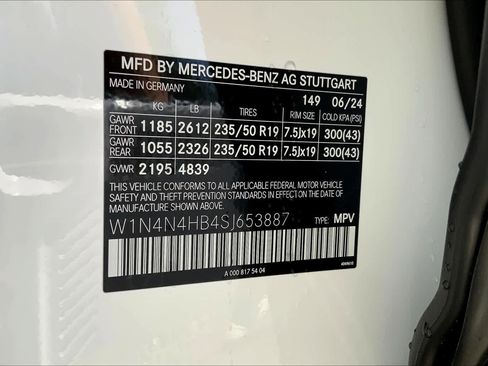 MFD BY MERCEDES-BENZ AG STUTTGART
MADE IN GERMANY
149 06/24
KG LB TIRES RIM SIZE COLD KPA (PSI)
GAWR FRONT 1185 2612 235/50 R19 7.5Jx19 300(43)
GAWR REAR 1055 2326 235/50 R19 7.5Jx19 300(43)
GVWR 2195 4839
THIS VEHICLE CONFORMS TO ALL APPLICABLE FEDERAL MOTOR VEHICLE
SAFETY AND THEFT PREVENTION STANDARDS IN EFFECT ON THE DATE OF
MANUFACTURE SHOWN ABOVE.
W1N4N4HB4SJ653887 TYPE: MPV
A 000 817 54 04